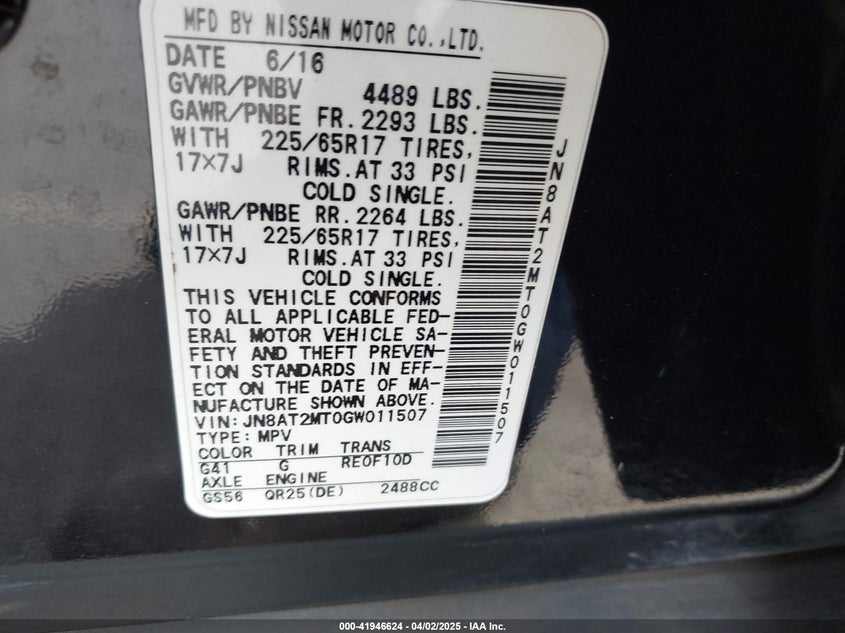 MFD BY NISSAN MOTOR CO.,LTD.
DATE 6/16
GVWR/PNBV 4489 LBS.
GAWR/PNBE FR. 2293 LBS.
WITH 225/65R17 TIRES,
17×7J RIMS. AT 33 PSI
COLD SINGLE.
GAWR/PNBE RR. 2264 LBS.
WITH 225/65R17 TIRES,
17×7J RIMS. AT 33 PSI
COLD SINGLE.
THIS VEHICLE CONFORMS
TO ALL APPLICABLE FED-
ERAL MOTOR VEHICLE SA-
FETY AND THEFT PREVEN-
TION STANDARDS IN EFF-
ECT ON THE DATE OF MA-
NUFACTURE SHOWN ABOVE.
VIN: JN8AT2MT0GW011507
TYPE: MPV
COLOR TRIM TRANS
G41 G RE0F10D
AXLE ENGINE
GS56 QR25(DE) 2488CC
JN8AT2MT0GW011507
000-41946624 - 04/02/2025 - IAA Inc.